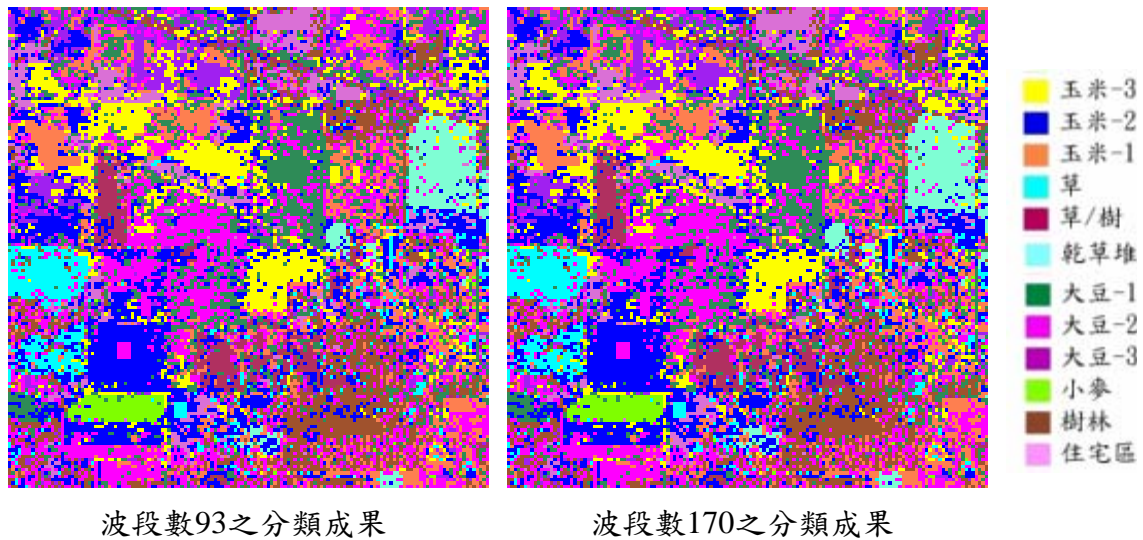 玉米-3
玉米-2
玉米-1
草
草/樹
乾草堆
大豆-1
大豆-2
大豆-3
小麥
樹林
住宅區
波段數93之分類成果
波段數170之分類成果